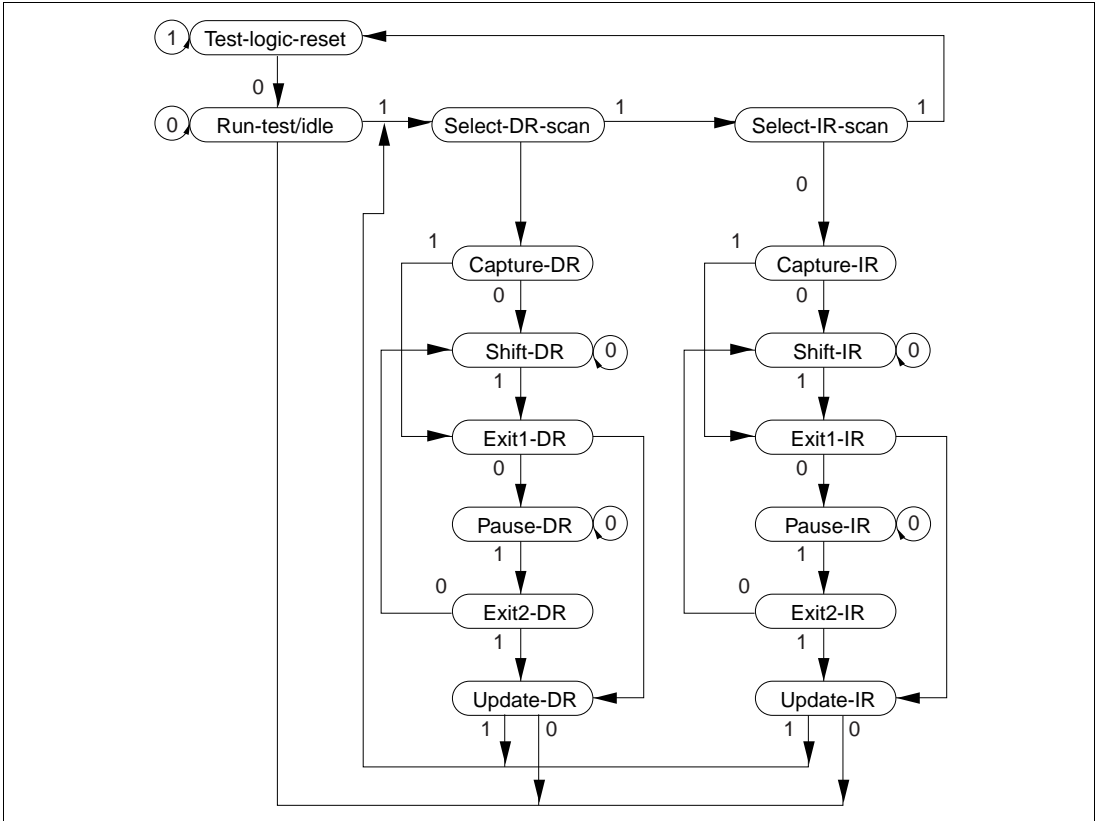 1 Test-logic-reset
0
0 Run-test/idle 1 Select-DR-scan 1 Select-IR-scan 1
0
1 1
Capture-DR Capture-IR
0 0
Shift-DR 0 Shift-IR 0
1 1
Exit1-DR Exit1-IR
0 0
Pause-DR 0 Pause-IR 0
1 1
0 0
Exit2-DR Exit2-IR
1 1
Update-DR Update-IR
1 0 1 0